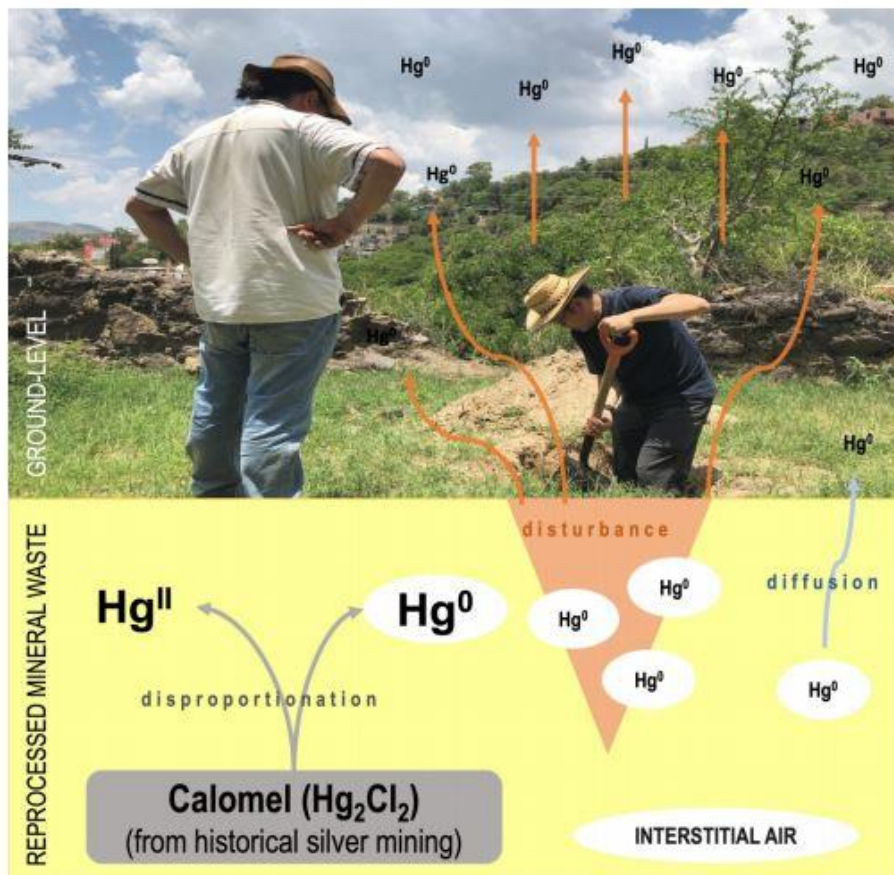 Hg⁰
Hg⁰
Hg⁰
Hg⁰
Hg⁰
Hg⁰
Hg⁰
Hg⁰
Hg⁰
GROUND-LEVEL
disturbance
Hgᴵᴵ
Hg⁰
Hg⁰
Hg⁰
Hg⁰
diffusion
Hg⁰
disproportionation
Calomel (Hg₂Cl₂)
(from historical silver mining)
INTERSTITIAL AIR
REPROCESSED MINERAL WASTE